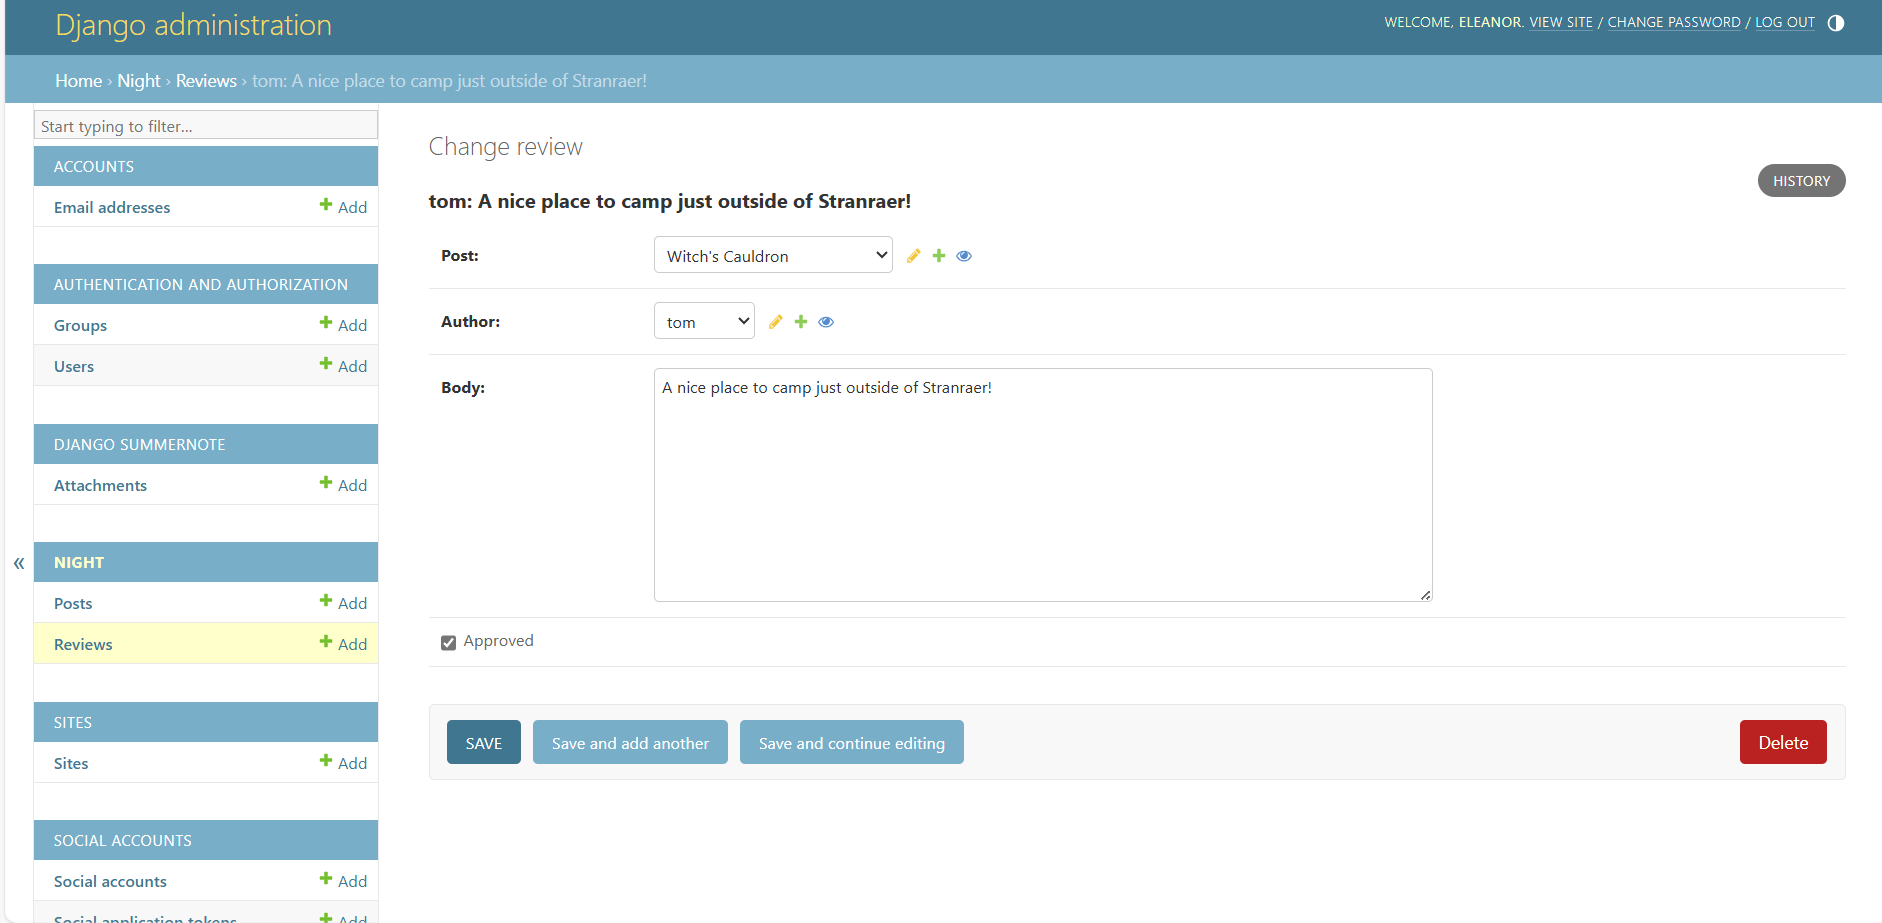 Django administration
WELCOME, ELEANOR. VIEW SITE / CHANGE PASSWORD / LOG OUT
Home › Night › Reviews › tom: A nice place to camp just outside of Stranraer!
Start typing to filter...
ACCOUNTS
Email addresses
Add
AUTHENTICATION AND AUTHORIZATION
Groups
Add
Users
Add
DJANGO SUMMERNOTE
Attachments
Add
«
NIGHT
Posts
Add
Reviews
Add
SITES
Sites
Add
SOCIAL ACCOUNTS
Social accounts
Add
Social application tokens
Add
Change review
HISTORY
tom: A nice place to camp just outside of Stranraer!
Post:
Witch's Cauldron
Author:
tom
Body:
A nice place to camp just outside of Stranraer!
Approved
SAVE
Save and add another
Save and continue editing
Delete